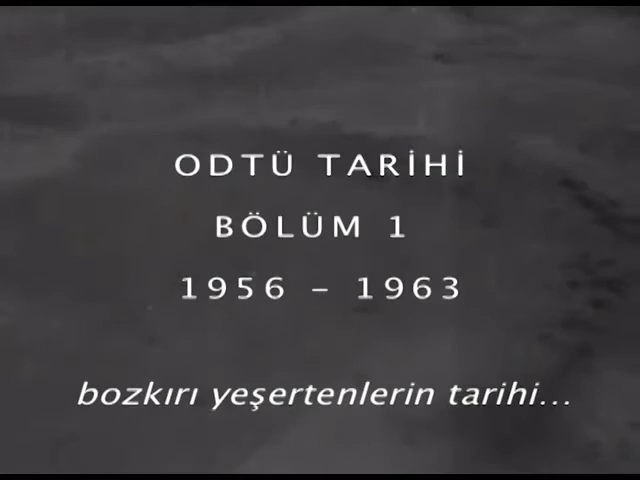 ODTÜ TARİHİ
BÖLÜM 1
1956 – 1963
bozkırı yeşertenlerin tarihi...